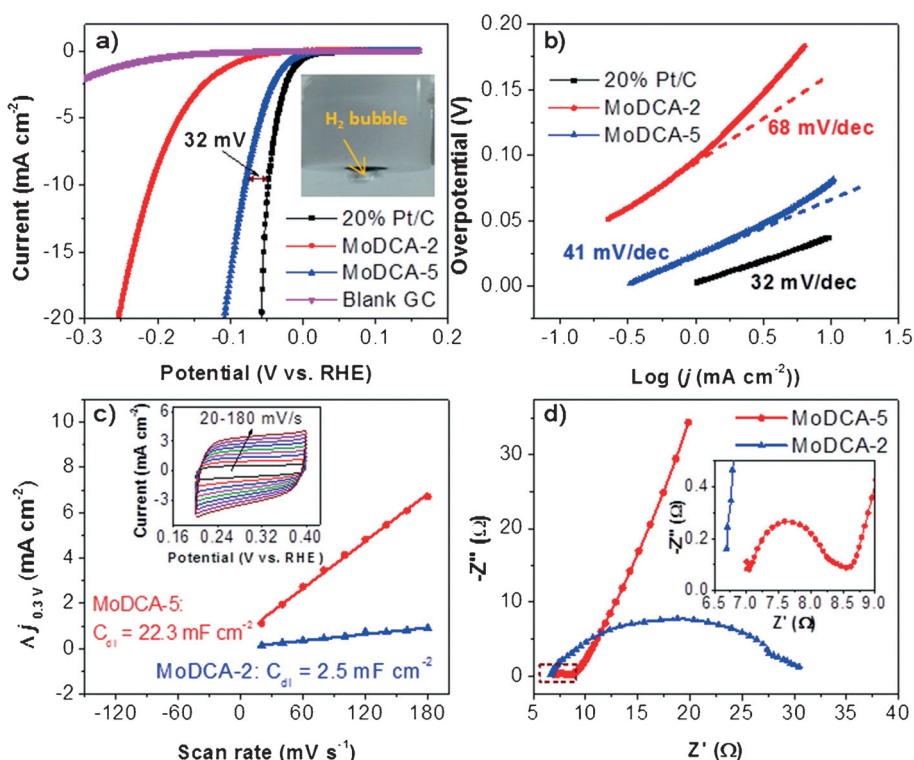 a)
0
-5
-10
-15
-20
-0.3
-0.2
-0.1
0.0
0.1
0.2
Current (mA cm-2)
Potential (V vs. RHE)
32 mV
H2 bubble
20% Pt/C
MoDCA-2
MoDCA-5
Blank GC
b)
0.20
0.15
0.10
0.05
0.00
-1.0
-0.5
0.0
0.5
1.0
1.5
Overpotential (V)
Log (j (mA cm-2))
20% Pt/C
MoDCA-2
MoDCA-5
68 mV/dec
41 mV/dec
32 mV/dec
c)
10
8
6
4
2
0
-2
-120
-60
0
60
120
180
Δ j0.3 V (mA cm-2)
Scan rate (mV s-1)
20-180 mV/s
6
3
0
-3
0.16
0.24
0.32
0.40
Current (mA cm-2)
Potential (V vs. RHE)
MoDCA-5:
Cdl = 22.3 mF cm-2
MoDCA-2: Cdl = 2.5 mF cm-2
d)
35
30
25
20
15
10
5
0
5
10
15
20
25
30
35
40
-Z" (Ω)
Z' (Ω)
MoDCA-5
MoDCA-2
0.4
0.2
0.0
6.5
7.0
7.5
8.0
8.5
9.0
-Z" (Ω)
Z' (Ω)